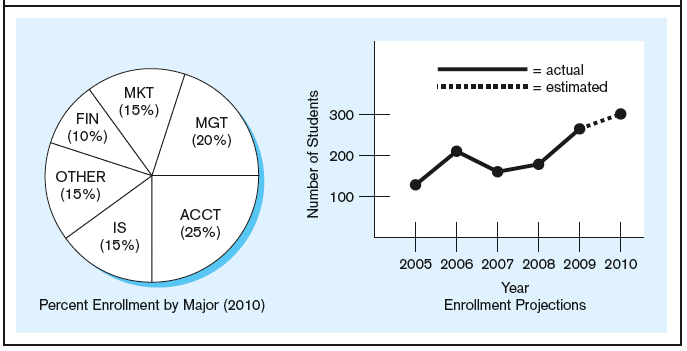 MKT
(15%)
FIN
(10%)
MGT
(20%)
OTHER
(15%)
IS
(15%)
ACCT
(25%)
Percent Enrollment by Major (2010)
= actual
= estimated
Number of Students
300
200
100
2005 2006 2007 2008 2009 2010
Year
Enrollment Projections